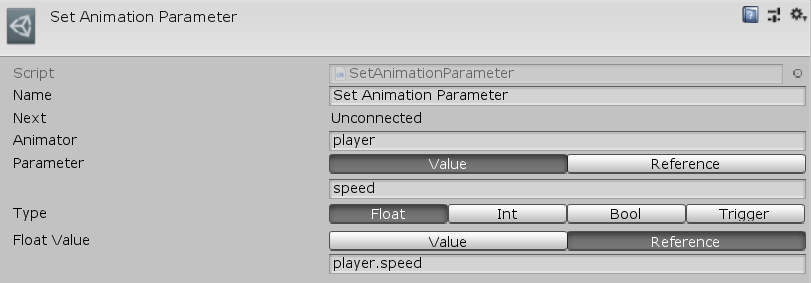 Set Animation Parameter
Script SetAnimationParameter
Name Set Animation Parameter
Next Unconnected
Animator player
Parameter Value Reference
speed
Type Float Int Bool Trigger
Float Value Value Reference
player.speed